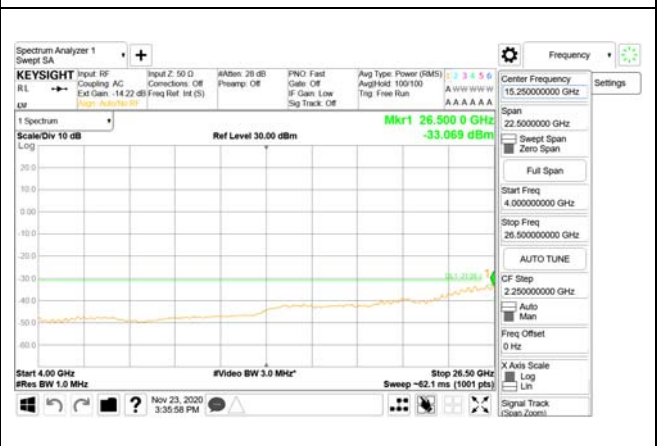 Spectrum Analyzer 1
Swept SA
Frequency
KEYSIGHT
RL
Input: RF
Coupling: AC
Ext Gain: -14.22 dB
Align: Auto/No RF
Input Z: 50 Ω
Corrections: Off
Freq Ref: Int (S)
#Atten: 28 dB
Preamp: Off
PNO: Fast
Gate: Off
IF Gain: Low
Sig Track: Off
Avg Type: Power (RMS)
Avg|Hold: 100/100
Trig: Free Run
1 2 3 4 5 6
A W W W W W
A A A A A A
1 Spectrum
Scale/Div 10 dB
Ref Level 30.00 dBm
Mkr1 26.500 0 GHz
-33.069 dBm
Log
20.0
10.0
0.00
-10.0
-20.0
-30.0
-40.0
-50.0
-60.0
1
Start 4.00 GHz
#Res BW 1.0 MHz
#Video BW 3.0 MHz*
Stop 26.50 GHz
Sweep ~62.1 ms (1001 pts)
Nov 23, 2020
3:35:58 PM
Settings
Center Frequency
15.250000000 GHz
Span
22.5000000 GHz
Swept Span
Zero Span
Full Span
Start Freq
4.000000000 GHz
Stop Freq
26.500000000 GHz
AUTO TUNE
CF Step
2.250000000 GHz
Auto
Man
Freq Offset
0 Hz
X Axis Scale
Log
Lin
Signal Track
(Span Zoom)